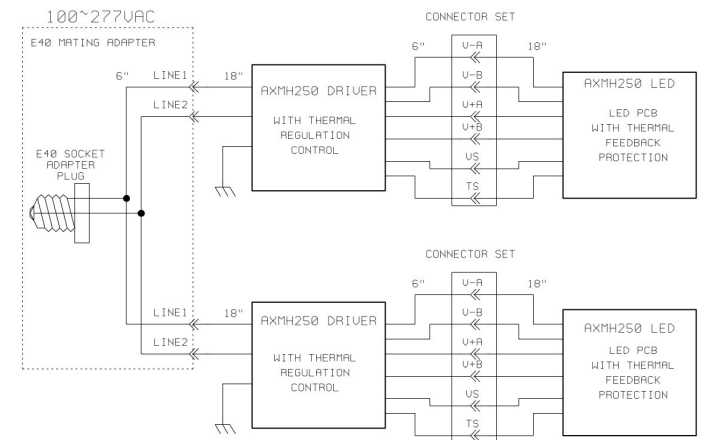 100~277VAC
E40 MATING ADAPTER
6" LINE1 18"
LINE2
E40 SOCKET
ADAPTER
PLUG
AXMH250 DRIVER
WITH THERMAL
REGULATION
CONTROL
CONNECTOR SET
6" V-A 18"
V-B
V+A
V+B
VS
TS
AXMH250 LED
LED PCB
WITH THERMAL
FEEDBACK
PROTECTION
LINE1 18"
LINE2
AXMH250 DRIVER
WITH THERMAL
REGULATION
CONTROL
CONNECTOR SET
6" V-A 18"
V-B
V+A
V+B
VS
TS
AXMH250 LED
LED PCB
WITH THERMAL
FEEDBACK
PROTECTION